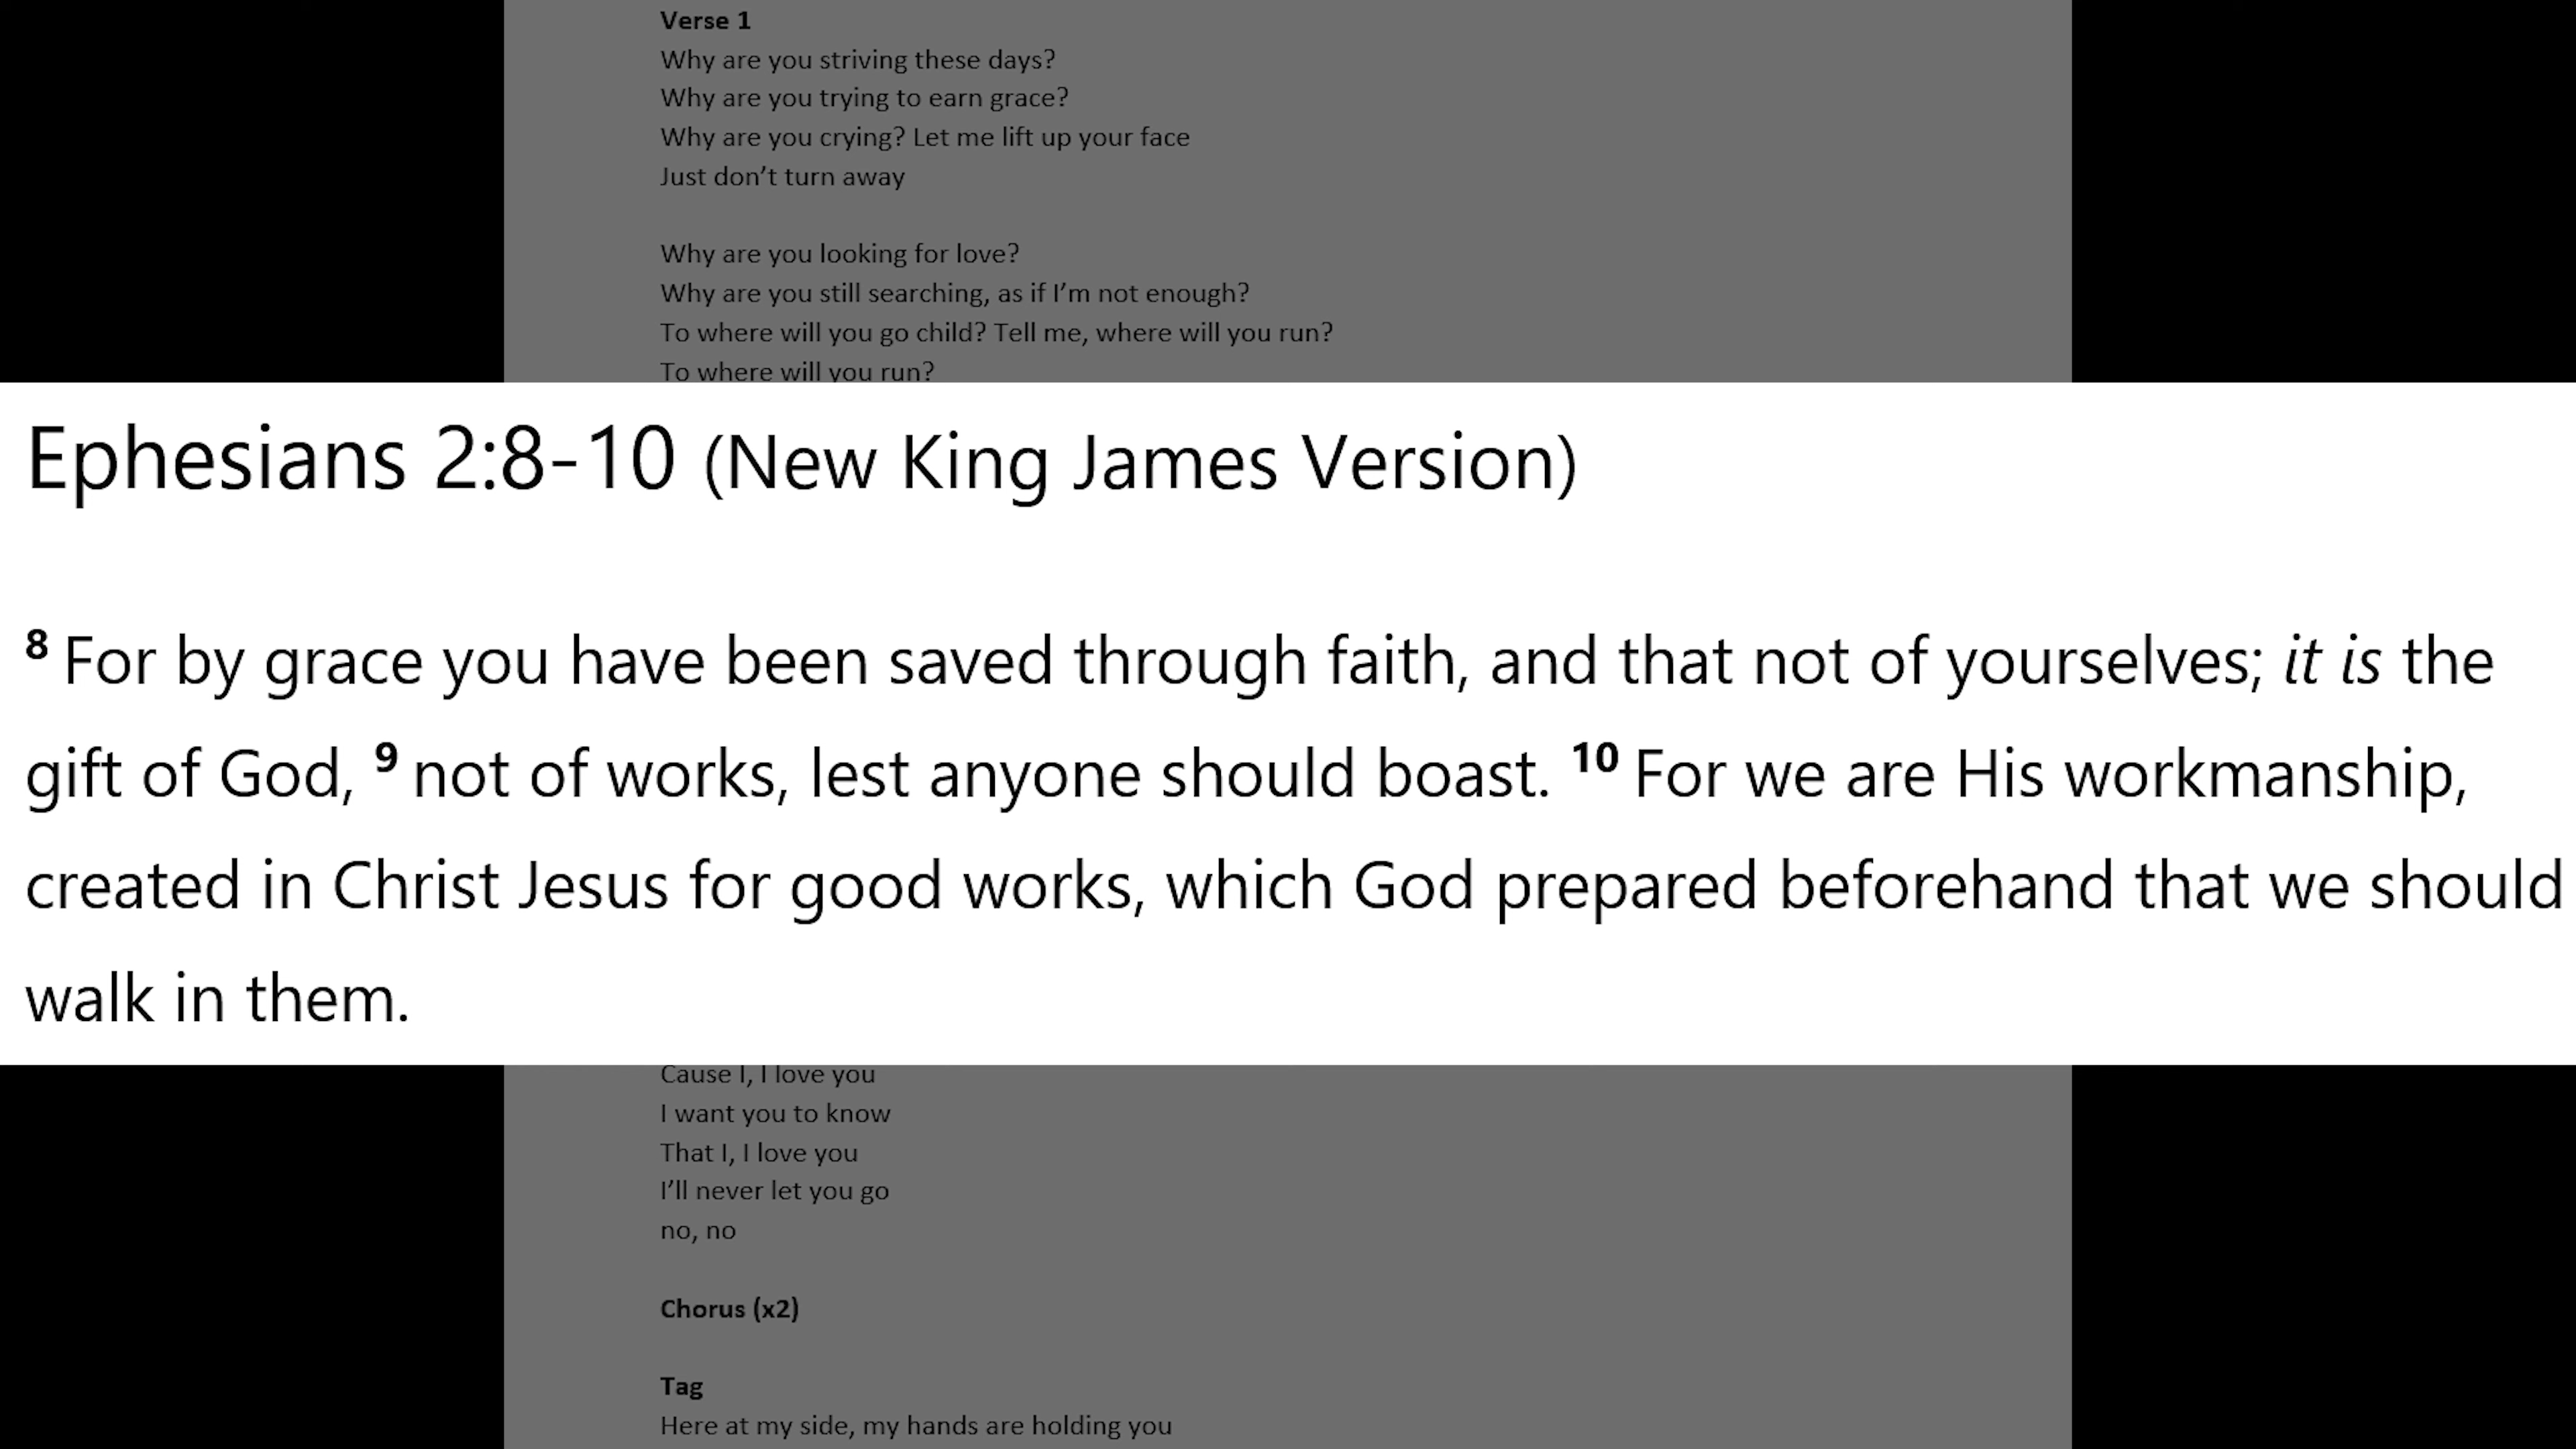 Verse 1
Why are you striving these days?
Why are you trying to earn grace?
Why are you crying? Let me lift up your face
Just don’t turn away
Why are you looking for love?
Why are you still searching, as if I’m not enough?
To where will you go child? Tell me, where will you run?
To where will you run?
Ephesians 2:8-10 (New King James Version)
8 For by grace you have been saved through faith, and that not of yourselves; it is the
gift of God, 9 not of works, lest anyone should boast. 10 For we are His workmanship,
created in Christ Jesus for good works, which God prepared beforehand that we should
walk in them.
Cause I, I love you
I want you to know
That I, I love you
I’ll never let you go
no, no
Chorus (x2)
Tag
Here at my side, my hands are holding you